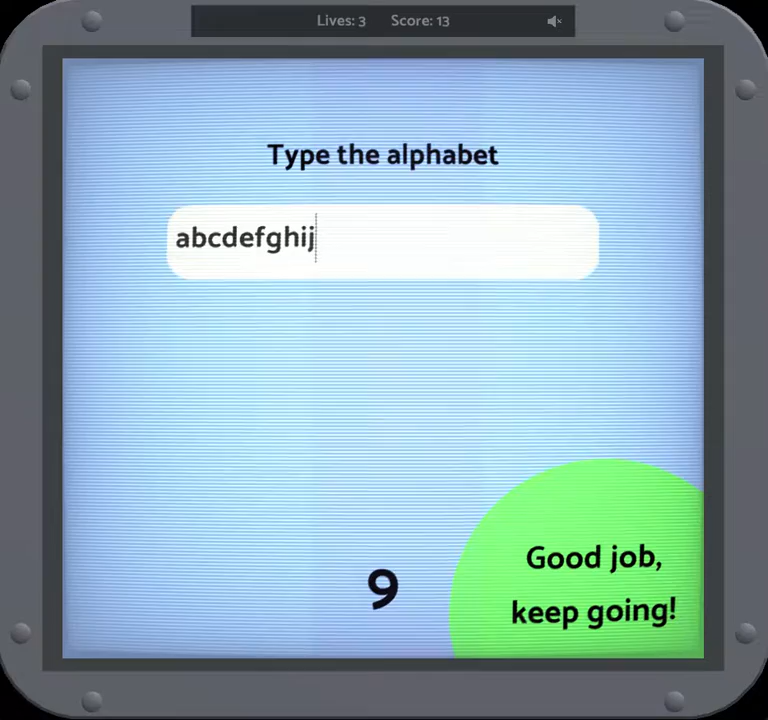 Lives: 3 Score: 13
Type the alphabet
abcdefghij
9
Good job,
keep going!